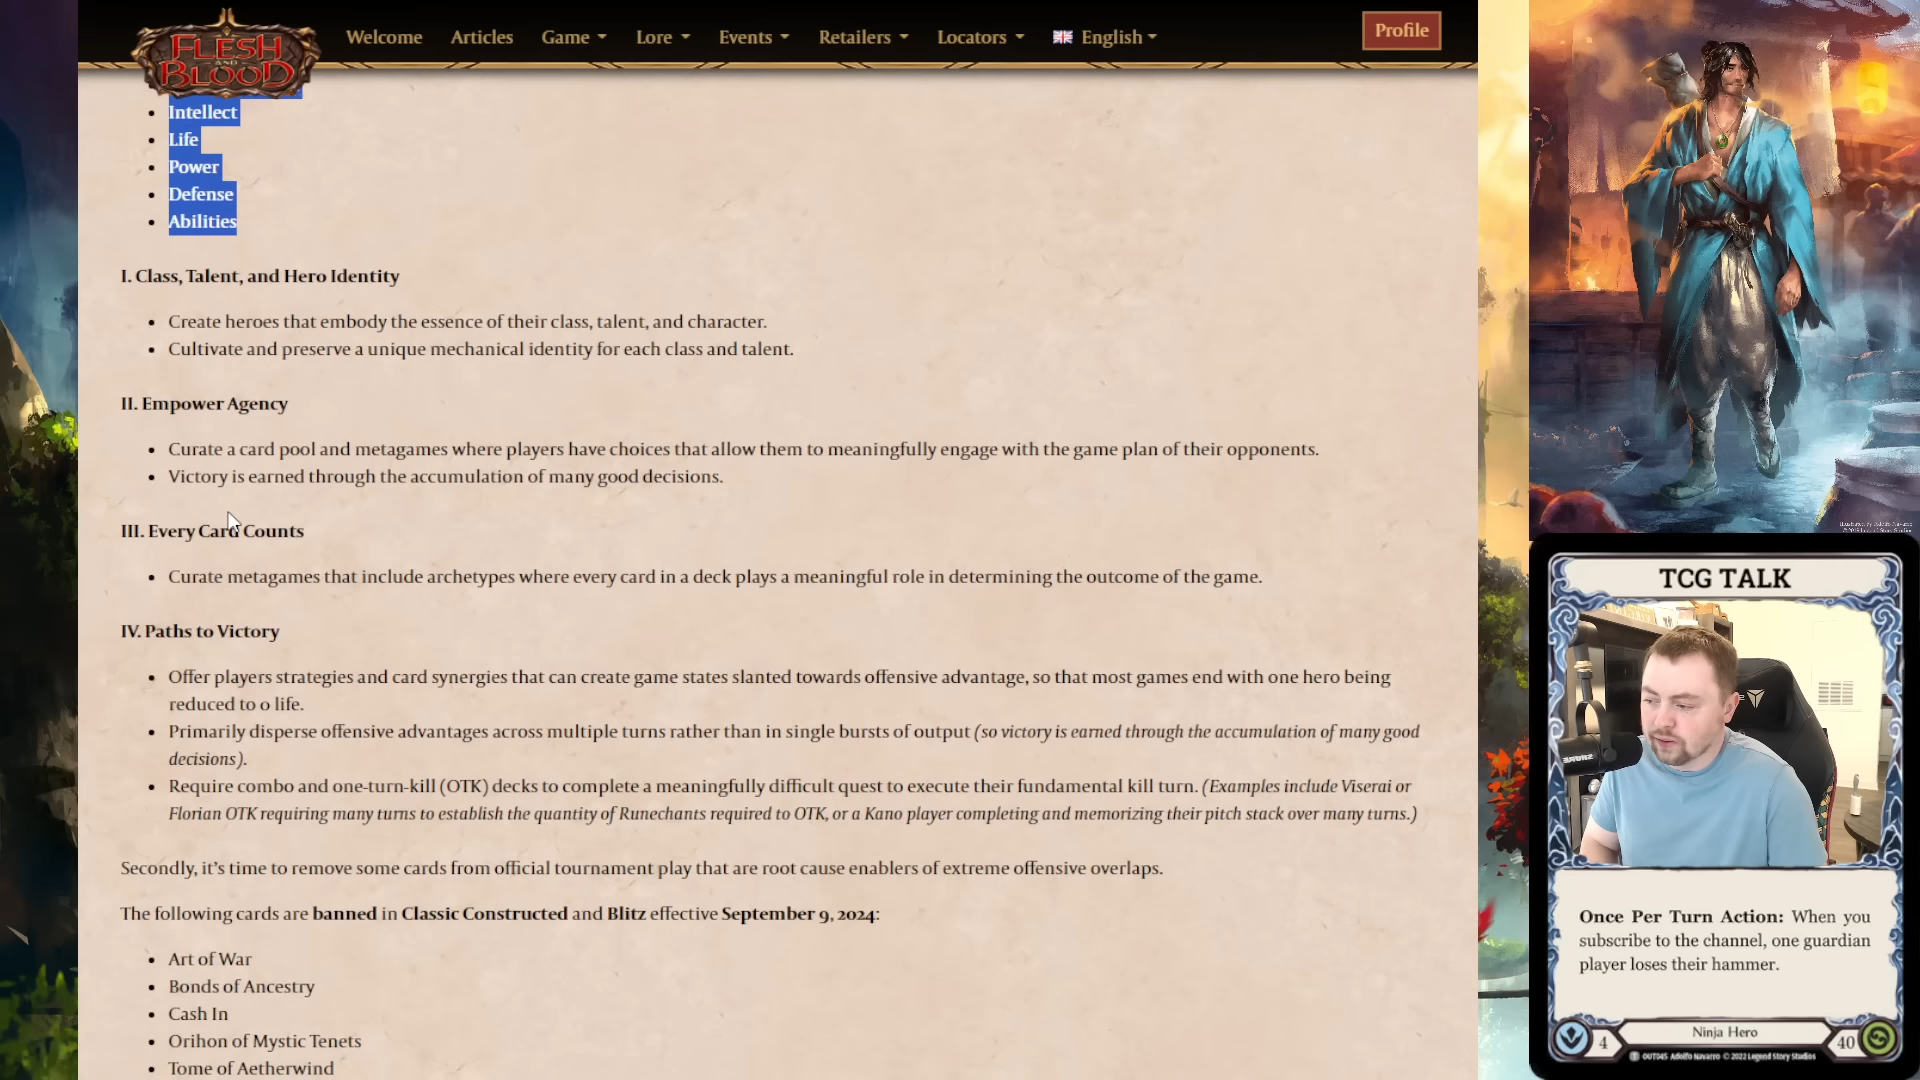 FLESH
AND
BLOOD
Welcome
Articles
Game
Lore
Events
Retailers
Locators
English
Profile
Intellect
Life
Power
Defense
Abilities
I. Class, Talent, and Hero Identity
Create heroes that embody the essence of their class, talent, and character.
Cultivate and preserve a unique mechanical identity for each class and talent.
II. Empower Agency
Curate a card pool and metagames where players have choices that allow them to meaningfully engage with the game plan of their opponents.
Victory is earned through the accumulation of many good decisions.
III. Every Card Counts
Curate metagames that include archetypes where every card in a deck plays a meaningful role in determining the outcome of the game.
IV. Paths to Victory
Offer players strategies and card synergies that can create game states slanted towards offensive advantage, so that most games end with one hero being
reduced to 0 life.
Primarily disperse offensive advantages across multiple turns rather than in single bursts of output (so victory is earned through the accumulation of many good
decisions).
Require combo and one-turn-kill (OTK) decks to complete a meaningfully difficult quest to execute their fundamental kill turn. (Examples include Viserai or
Florian OTK requiring many turns to establish the quantity of Runechants required to OTK, or a Kano player completing and memorizing their pitch stack over many turns.)
Secondly, it's time to remove some cards from official tournament play that are root cause enablers of extreme offensive overlaps.
The following cards are banned in Classic Constructed and Blitz effective September 9, 2024:
Art of War
Bonds of Ancestry
Cash In
Orihon of Mystic Tenets
Tome of Aetherwind
TCG TALK
Once Per Turn Action: When you
subscribe to the channel, one guardian
player loses their hammer.
4
Ninja Hero
40
OUT045 Adolfo Navarro © 2022 Legend Story Studios